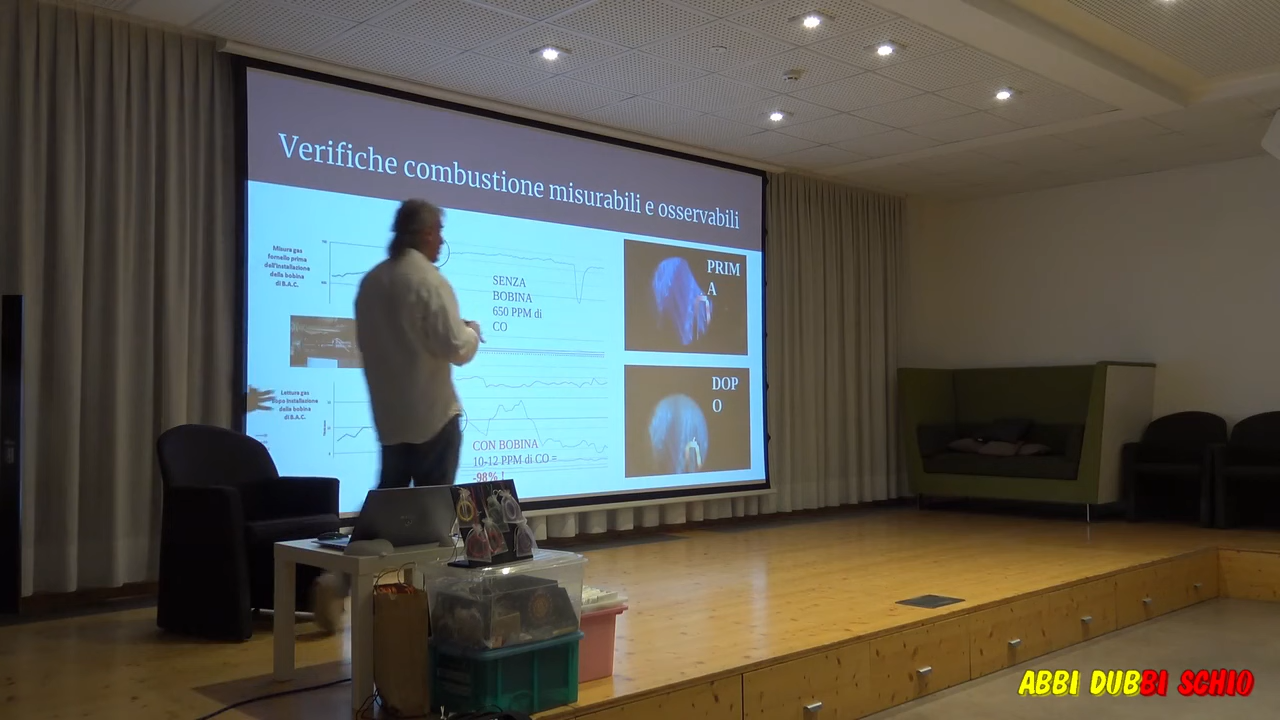 Verifiche combustione misurabili e osservabili
Misura gas
fornello prima
dell'installazione
della bobina
di B.A.C.
SENZA
BOBINA
650 PPM di
CO
PRIM
A
Lettura gas
dopo installazione
della bobina
di B.A.C.
CON BOBINA
10-12 PPM di CO =
-98% !
DOP
O
ABBI DUBBI SCHIO